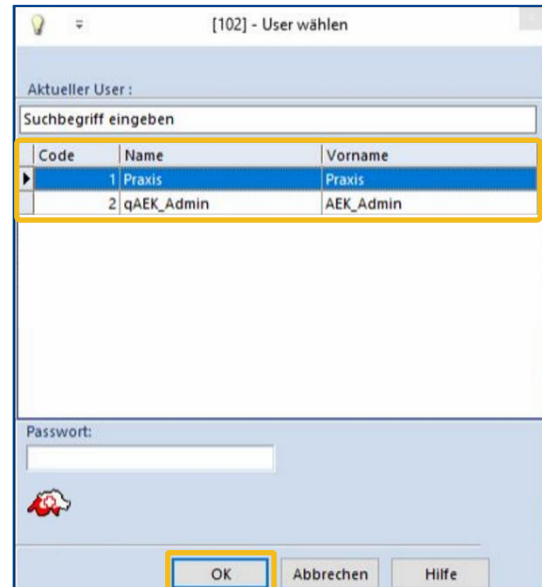 [102] - User wählen
Aktueller User :
Suchbegriff eingeben
Code Name Vorname
1 Praxis Praxis
2 qAEK_Admin AEK_Admin
Passwort:
OK Abbrechen Hilfe